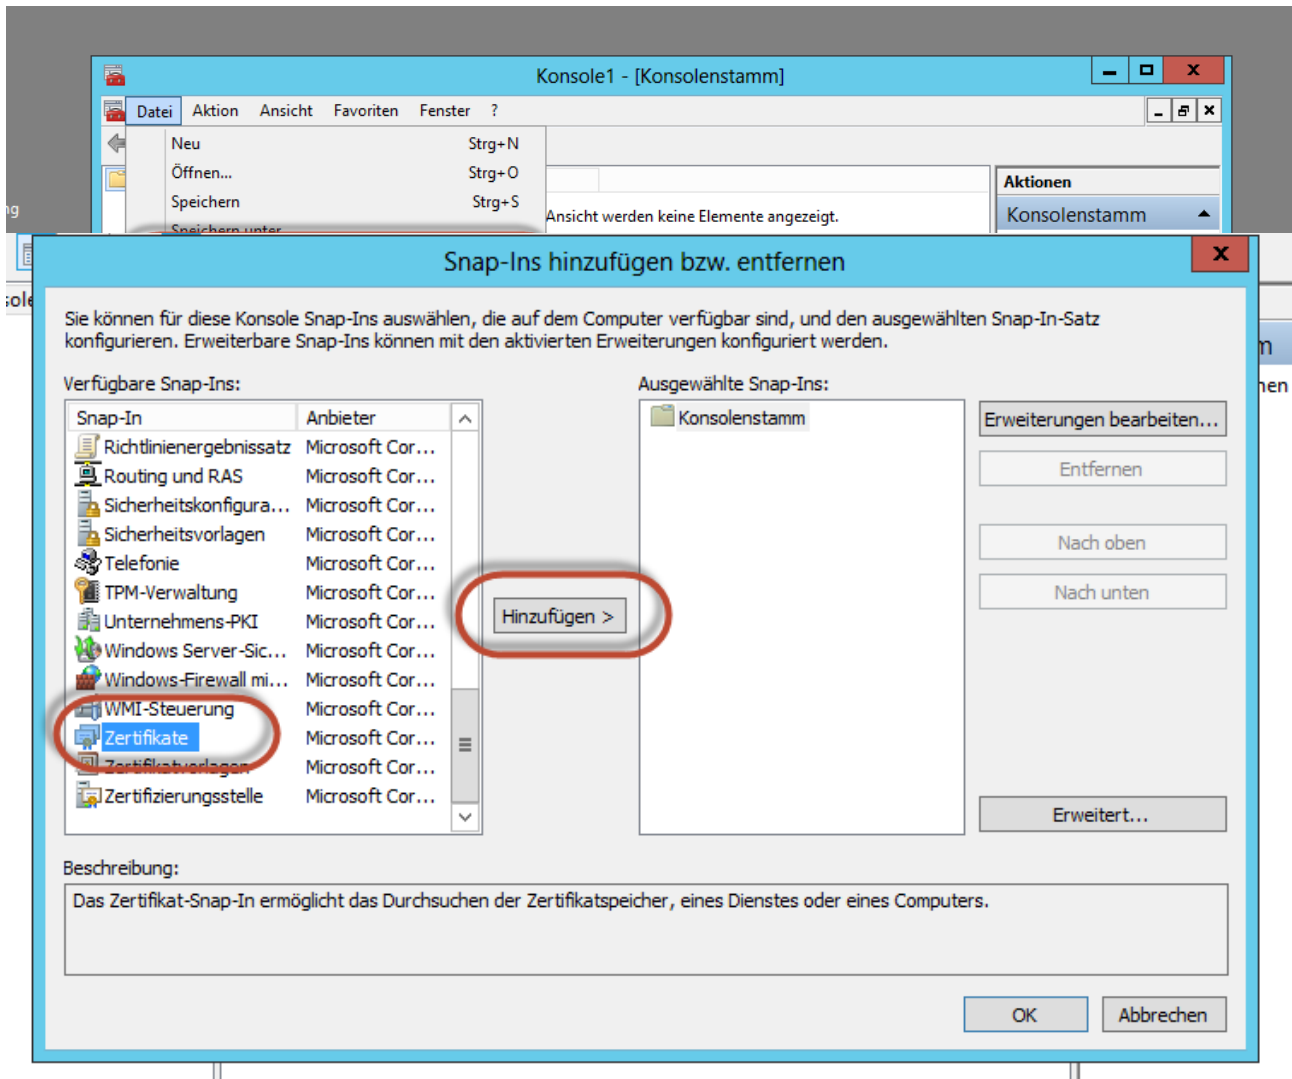 Konsole1 - [Konsolenstamm]
Datei Aktion Ansicht Favoriten Fenster ?
Neu Strg+N
Öffnen... Strg+O
Speichern Strg+S
Speichern unter
Ansicht werden keine Elemente angezeigt.
Aktionen
Konsolenstamm
Snap-Ins hinzufügen bzw. entfernen
Sie können für diese Konsole Snap-Ins auswählen, die auf dem Computer verfügbar sind, und den ausgewählten Snap-In-Satz
konfigurieren. Erweiterbare Snap-Ins können mit den aktivierten Erweiterungen konfiguriert werden.
Verfügbare Snap-Ins:
Snap-In Anbieter
Richtlinienergebnissatz Microsoft Cor...
Routing und RAS Microsoft Cor...
Sicherheitskonfigura... Microsoft Cor...
Sicherheitsvorlagen Microsoft Cor...
Telefonie Microsoft Cor...
TPM-Verwaltung Microsoft Cor...
Unternehmens-PKI Microsoft Cor...
Windows Server-Sic... Microsoft Cor...
Windows-Firewall mi... Microsoft Cor...
WMI-Steuerung Microsoft Cor...
Zertifikate Microsoft Cor...
Zertifikatvorlagen Microsoft Cor...
Zertifizierungsstelle Microsoft Cor...
Hinzufügen >
Ausgewählte Snap-Ins:
Konsolenstamm
Erweiterungen bearbeiten...
Entfernen
Nach oben
Nach unten
Erweitert...
Beschreibung:
Das Zertifikat-Snap-In ermöglicht das Durchsuchen der Zertifikatspeicher, eines Dienstes oder eines Computers.
OK Abbrechen